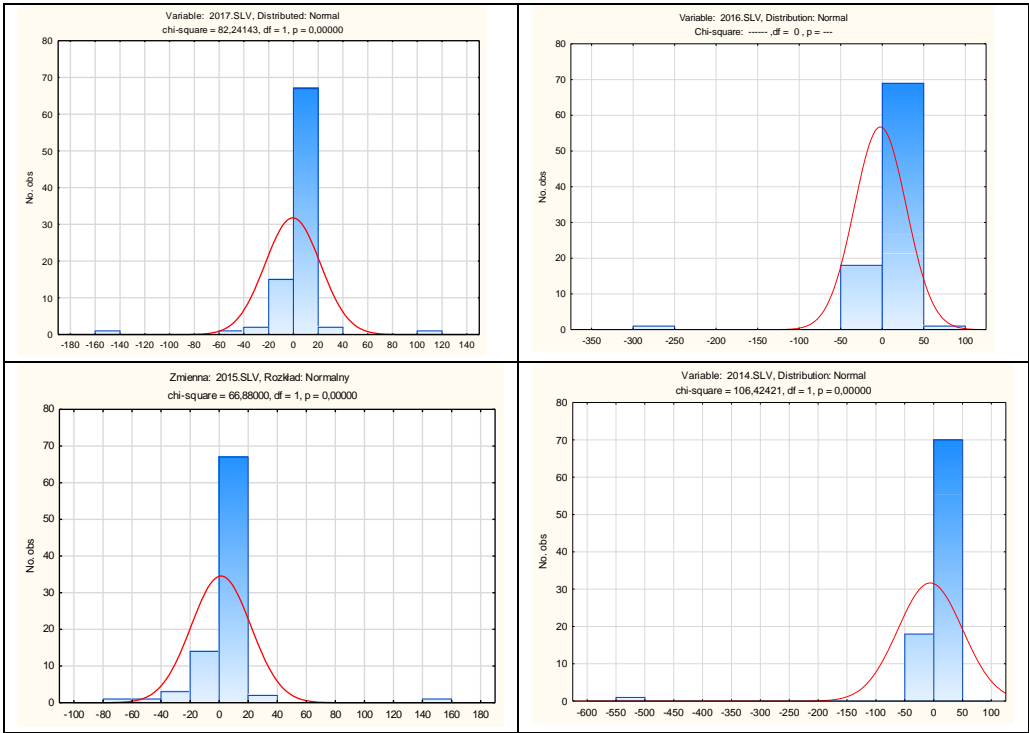 Variable: 2017.SLV, Distributed: Normal
chi-square = 82,24143, df = 1, p = 0,00000
80
70
60
50
40
30
20
10
0
No. obs
-180 -160 -140 -120 -100 -80 -60 -40 -20 0 20 40 60 80 100 120 140
Variable: 2016.SLV, Distribution: Normal
Chi-square: ------ ,df = 0 , p = ---
80
70
60
50
40
30
20
10
0
No. obs
-350 -300 -250 -200 -150 -100 -50 0 50 100
Zmienna: 2015.SLV, Rozkład: Normalny
chi-square = 66,88000, df = 1, p = 0,00000
80
70
60
50
40
30
20
10
0
No. obs
-100 -80 -60 -40 -20 0 20 40 60 80 100 120 140 160 180
Variable: 2014.SLV, Distribution: Normal
chi-square = 106,42421, df = 1, p = 0,00000
80
70
60
50
40
30
20
10
0
No. obs
-600 -550 -500 -450 -400 -350 -300 -250 -200 -150 -100 -50 0 50 100